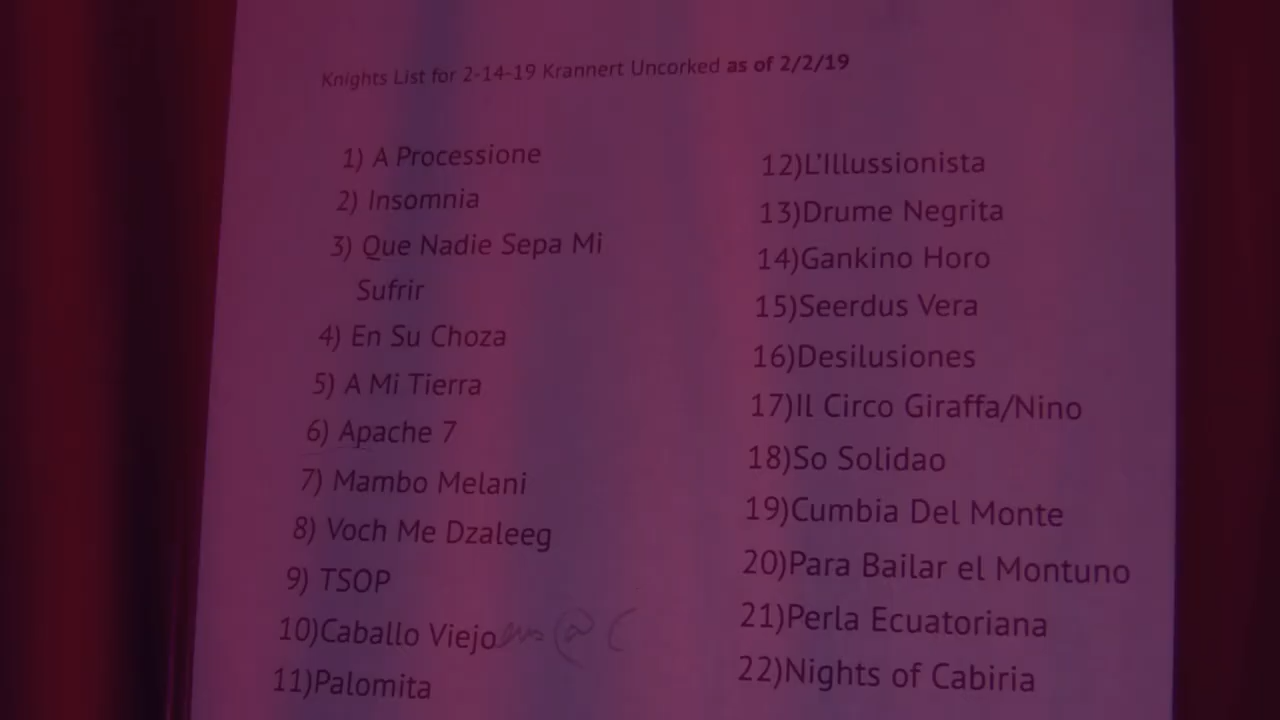 Knights List for 2-14-19 Krannert Uncorked as of 2/2/19
1) A Processione
2) Insomnia
3) Que Nadie Sepa Mi
Sufrir
4) En Su Choza
5) A Mi Tierra
6) Apache 7
7) Mambo Melani
8) Voch Me Dzaleeg
9) TSOP
10)Caballo Viejo
11)Palomita
12)L'Illussionista
13)Drume Negrita
14)Gankino Horo
15)Seerdus Vera
16)Desilusiones
17)Il Circo Giraffa/Nino
18)So Solidao
19)Cumbia Del Monte
20)Para Bailar el Montuno
21)Perla Ecuatoriana
22)Nights of Cabiria